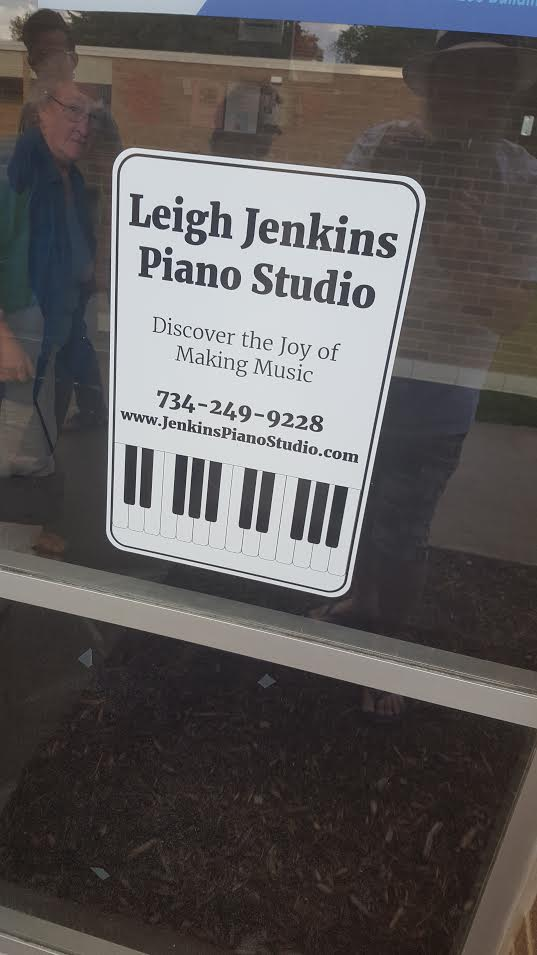 Leigh Jenkins
Piano Studio
Discover the Joy of
Making Music
734-249-9228
www.JenkinsPianoStudio.com